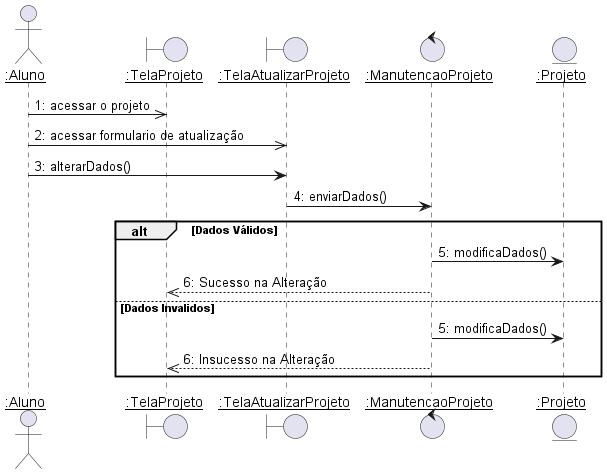 :Aluno :TelaProjeto :TelaAtualizarProjeto :ManutencaoProjeto :Projeto
1: acessar o projeto
2: acessar formulario de atualização
3: alterarDados()
4: enviarDados()
alt [Dados Válidos]
5: modificaDados()
6: Sucesso na Alteração
[Dados Invalidos]
5: modificaDados()
6: Insucesso na Alteração
:Aluno :TelaProjeto :TelaAtualizarProjeto :ManutencaoProjeto :Projeto